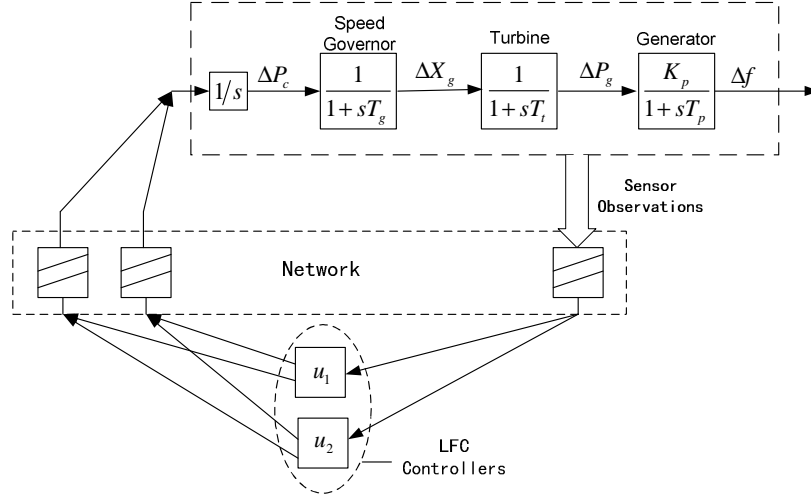 Speed
Governor
Turbine
Generator
1/s
ΔP_c
1
1+sT_g
ΔX_g
1
1+sT_t
ΔP_g
K_p
1+sT_p
Δf
Sensor
Observations
Network
u_1
u_2
LFC
Controllers